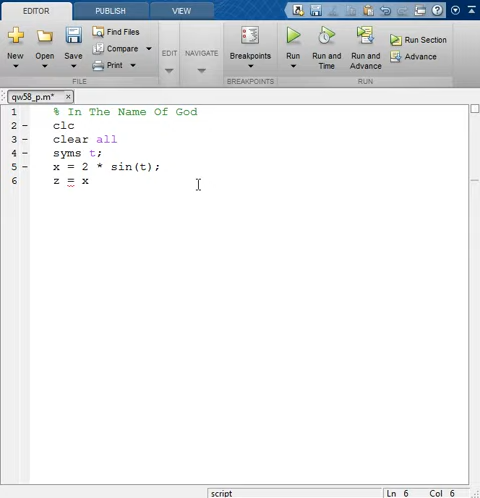 EDITOR PUBLISH VIEW
New Open Save Find Files Compare Print
EDIT NAVIGATE
Breakpoints Run Run and Time Run and Advance Run Section Advance
FILE BREAKPOINTS RUN
qw58_p.m* ×
1 % In The Name Of God
2 - clc
3 - clear all
4 - syms t;
5 - x = 2 * sin(t);
6 z = x
script Ln 6 Col 6